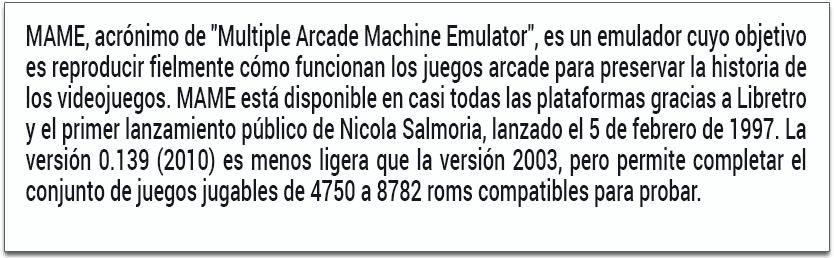 MAME, acrónimo de "Multiple Arcade Machine Emulator", es un emulador cuyo objetivo
es reproducir fielmente cómo funcionan los juegos arcade para preservar la historia de
los videojuegos. MAME está disponible en casi todas las plataformas gracias a Libretro
y el primer lanzamiento público de Nicola Salmoria, lanzado el 5 de febrero de 1997. La
versión 0.139 (2010) es menos ligera que la versión 2003, pero permite completar el
conjunto de juegos jugables de 4750 a 8782 roms compatibles para probar.